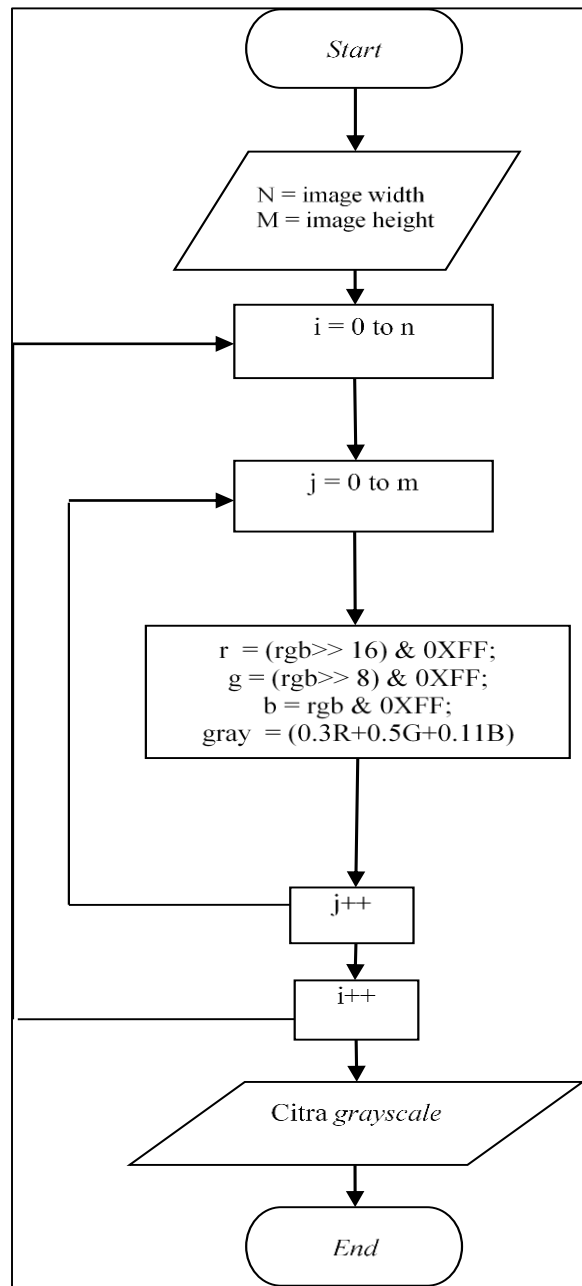 Start
N = image width
M = image height
i = 0 to n
j = 0 to m
r = (rgb>> 16) & 0XFF;
g = (rgb>> 8) & 0XFF;
b = rgb & 0XFF;
gray = (0.3R+0.5G+0.11B)
j++
i++
Citra grayscale
End